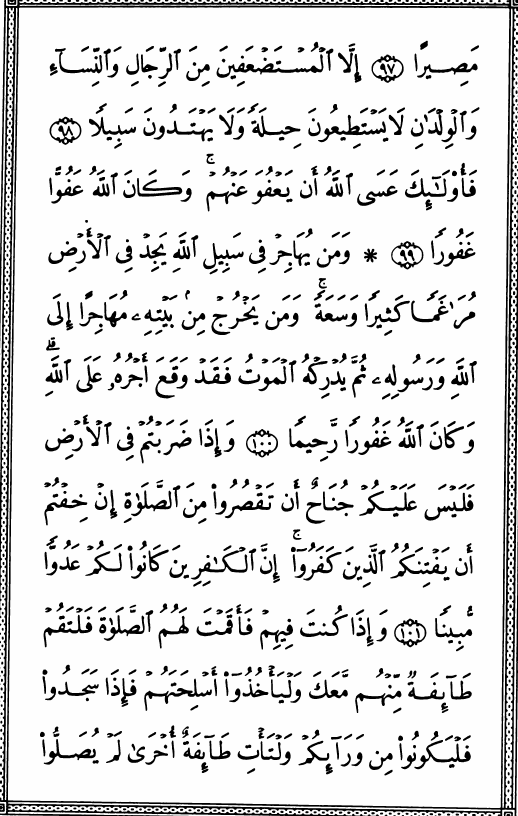 مَصِيرًا ٩٧ إِلَّا ٱلْمُسْتَضْعَفِينَ مِنَ ٱلرِّجَالِ وَٱلنِّسَآءِ
وَٱلْوِلْدَٰنِ لَا يَسْتَطِيعُونَ حِيلَةً وَلَا يَهْتَدُونَ سَبِيلًا ٩٨
فَأُو۟لَٰٓئِكَ عَسَى ٱللَّهُ أَن يَعْفُوَ عَنْهُمْ ۚ وَكَانَ ٱللَّهُ عَفُوًّا
غَفُورًا ٩٩ * وَمَن يُهَاجِرْ فِى سَبِيلِ ٱللَّهِ يَجِدْ فِى ٱلْأَرْضِ
مُرَٰغَمًا كَثِيرًا وَسَعَةً ۚ وَمَن يَخْرُجْ مِنۢ بَيْتِهِۦ مُهَاجِرًا إِلَى
ٱللَّهِ وَرَسُولِهِۦ ثُمَّ يُدْرِكْهُ ٱلْمَوْتُ فَقَدْ وَقَعَ أَجْرُهُۥ عَلَى ٱللَّهِ ۗ
وَكَانَ ٱللَّهُ غَفُورًا رَّحِيمًا ١٠٠ وَإِذَا ضَرَبْتُمْ فِى ٱلْأَرْضِ
فَلَيْسَ عَلَيْكُمْ جُنَاحٌ أَن تَقْصُرُوا۟ مِنَ ٱلصَّلَوٰةِ إِنْ خِفْتُمْ
أَن يَفْتِنَكُمُ ٱلَّذِينَ كَفَرُوٓا۟ ۚ إِنَّ ٱلْكَٰفِرِينَ كَانُوا۟ لَكُمْ عَدُوًّا
مُّبِينًا ١٠١ وَإِذَا كُنتَ فِيهِمْ فَأَقَمْتَ لَهُمُ ٱلصَّلَوٰةَ فَلْتَقُمْ
طَآئِفَةٌ مِّنْهُم مَّعَكَ وَلْيَأْخُذُوٓا۟ أَسْلِحَتَهُمْ فَإِذَا سَجَدُوا۟
فَلْيَكُونُوا۟ مِن وَرَآئِكُمْ وَلْتَأْتِ طَآئِفَةٌ أُخْرَىٰ لَمْ يُصَلُّوا۟